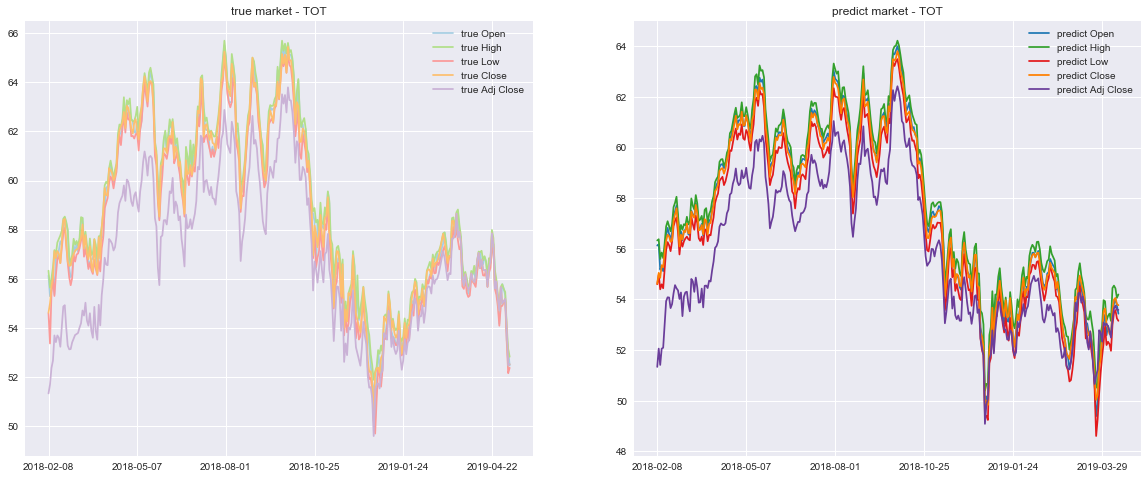 true market - TOT
66
64
62
60
58
56
54
52
50
2018-02-08
2018-05-07
2018-08-01
2018-10-25
2019-01-24
2019-04-22
true Open
true High
true Low
true Close
true Adj Close
predict market - TOT
64
62
60
58
56
54
52
50
48
2018-02-08
2018-05-07
2018-08-01
2018-10-25
2019-01-24
2019-03-29
predict Open
predict High
predict Low
predict Close
predict Adj Close